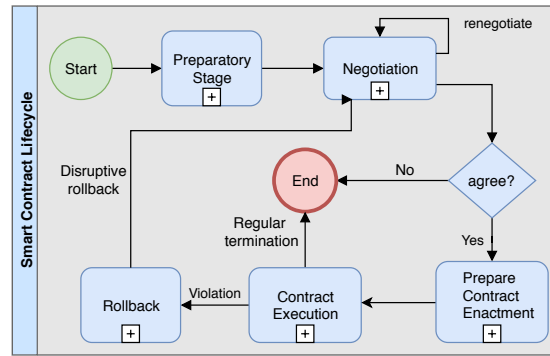 Smart Contract Lifecycle
Start
Preparatory
Stage
+
Negotiation
+
renegotiate
agree?
No
Yes
End
Disruptive
rollback
Regular
termination
Prepare
Contract
Enactment
+
Contract
Execution
+
Violation
Rollback
+